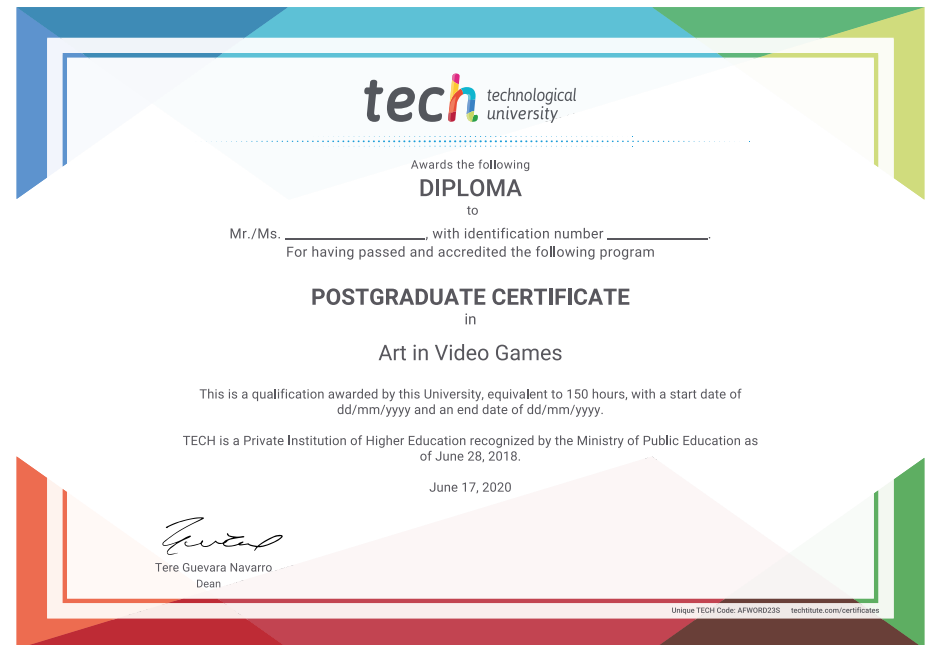 tech technological
university
Awards the following
DIPLOMA
to
Mr./Ms. ____________________, with identification number ______________.
For having passed and accredited the following program
POSTGRADUATE CERTIFICATE
in
Art in Video Games
This is a qualification awarded by this University, equivalent to 150 hours, with a start date of
dd/mm/yyyy and an end date of dd/mm/yyyy.
TECH is a Private Institution of Higher Education recognized by the Ministry of Public Education as
of June 28, 2018.
June 17, 2020
Tere Guevara Navarro
Dean
Unique TECH Code: AFWORD23S techtitute.com/certificates